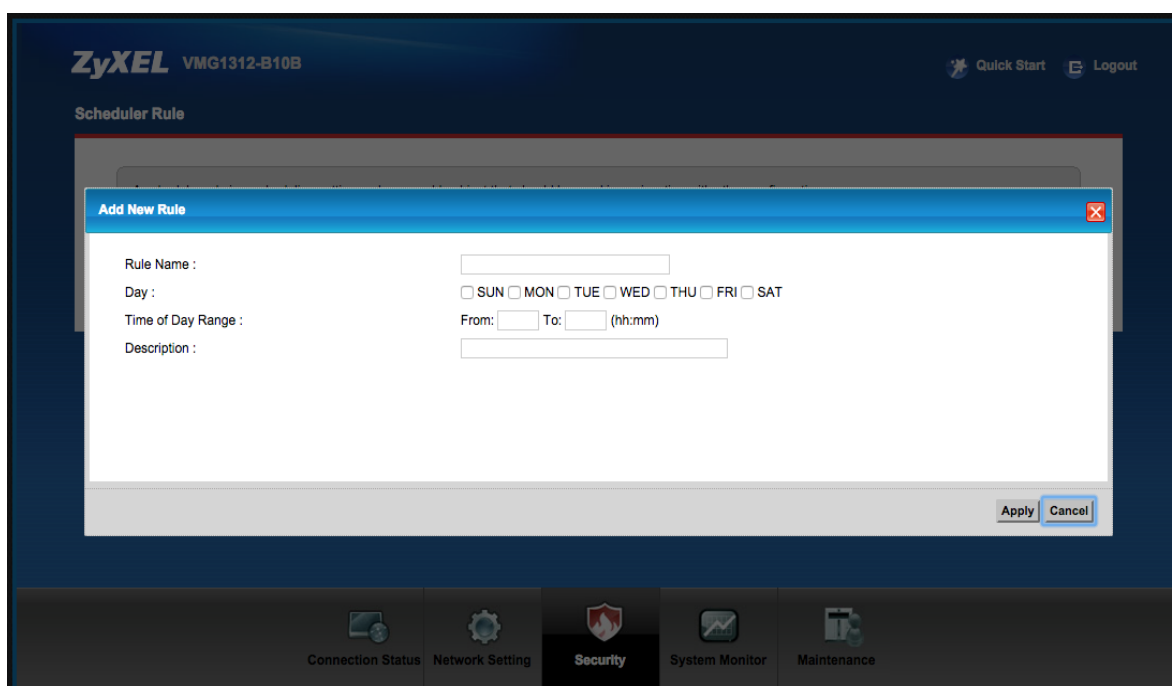 ZyXEL VMG1312-B10B
Quick Start Logout
Scheduler Rule
Add New Rule
Rule Name :
Day : SUN MON TUE WED THU FRI SAT
Time of Day Range : From: To: (hh:mm)
Description :
Apply Cancel
Connection Status Network Setting Security System Monitor Maintenance